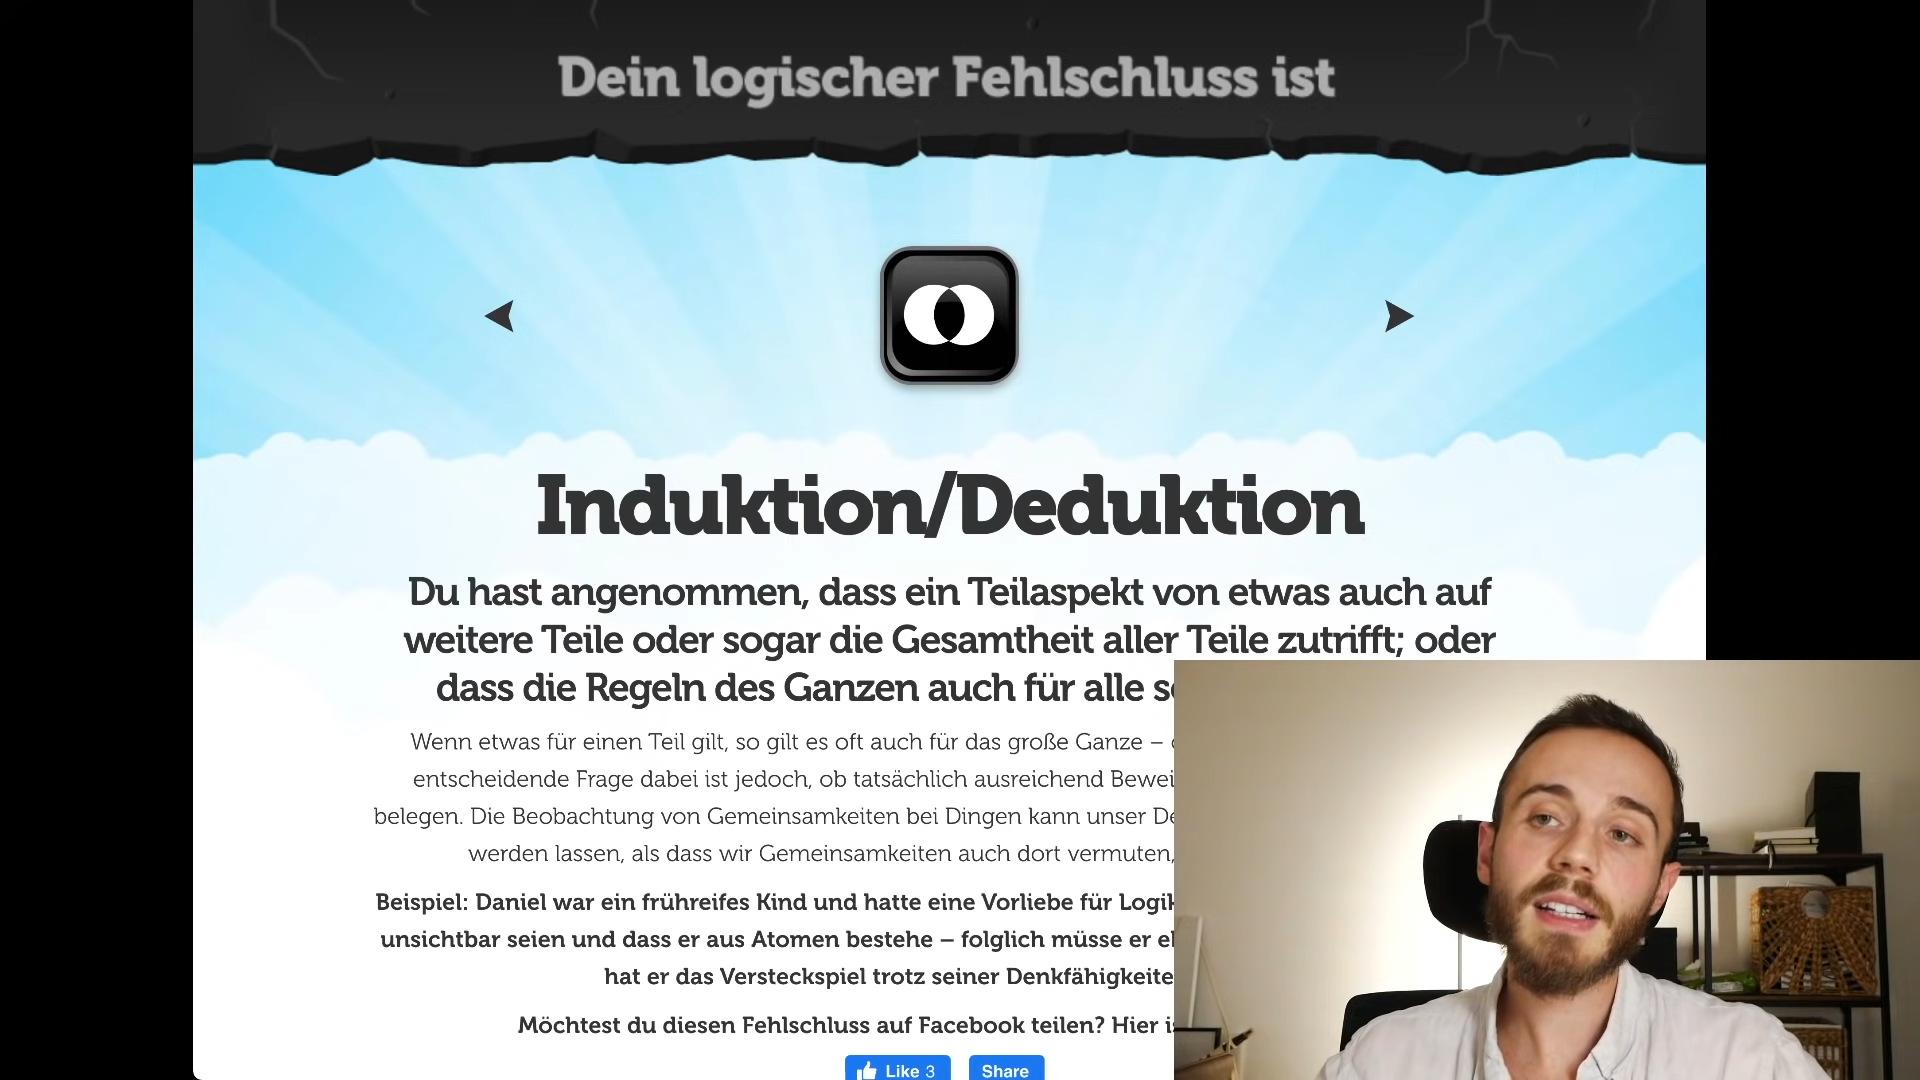 Dein logischer Fehlschluss ist
Induktion/Deduktion
Du hast angenommen, dass ein Teilaspekt von etwas auch auf
weitere Teile oder sogar die Gesamtheit aller Teile zutrifft; oder
dass die Regeln des Ganzen auch für alle
Wenn etwas für einen Teil gilt, so gilt es oft auch für das große Ganze –
entscheidende Frage dabei ist jedoch, ob tatsächlich ausreichend
belegen. Die Beobachtung von Gemeinsamkeiten bei Dingen kann unser
werden lassen, als dass wir Gemeinsamkeiten auch dort vermuten,
Beispiel: Daniel war ein frühreifes Kind und hatte eine Vorliebe für
unsichtbar seien und dass er aus Atomen bestehe – folglich müsse er
hat er das Versteckspiel trotz seiner
Möchtest du diesen Fehlschluss auf Facebook teilen? Hier
Like 3
Share